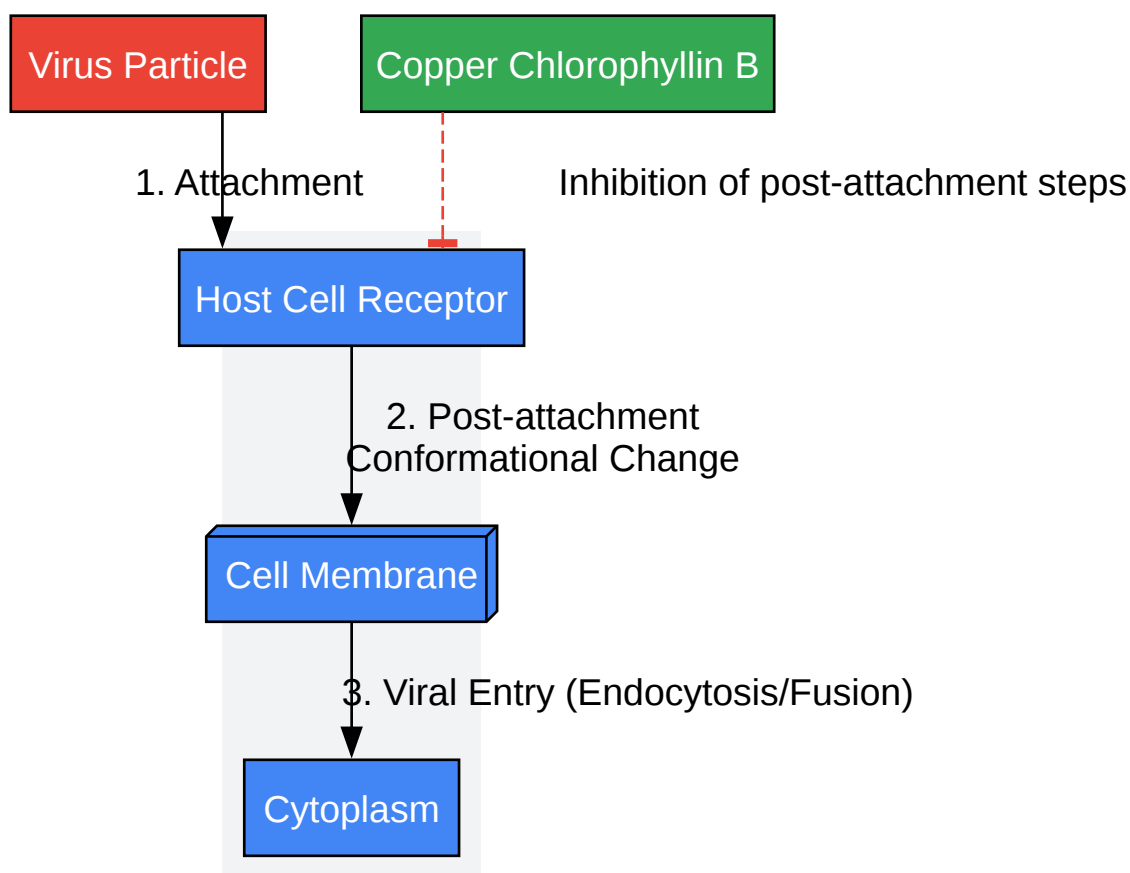 Virus Particle
Copper Chlorophyllin B
1. Attachment
Inhibition of post-attachment steps
Host Cell Receptor
2. Post-attachment
Conformational Change
Cell Membrane
3. Viral Entry (Endocytosis/Fusion)
Cytoplasm